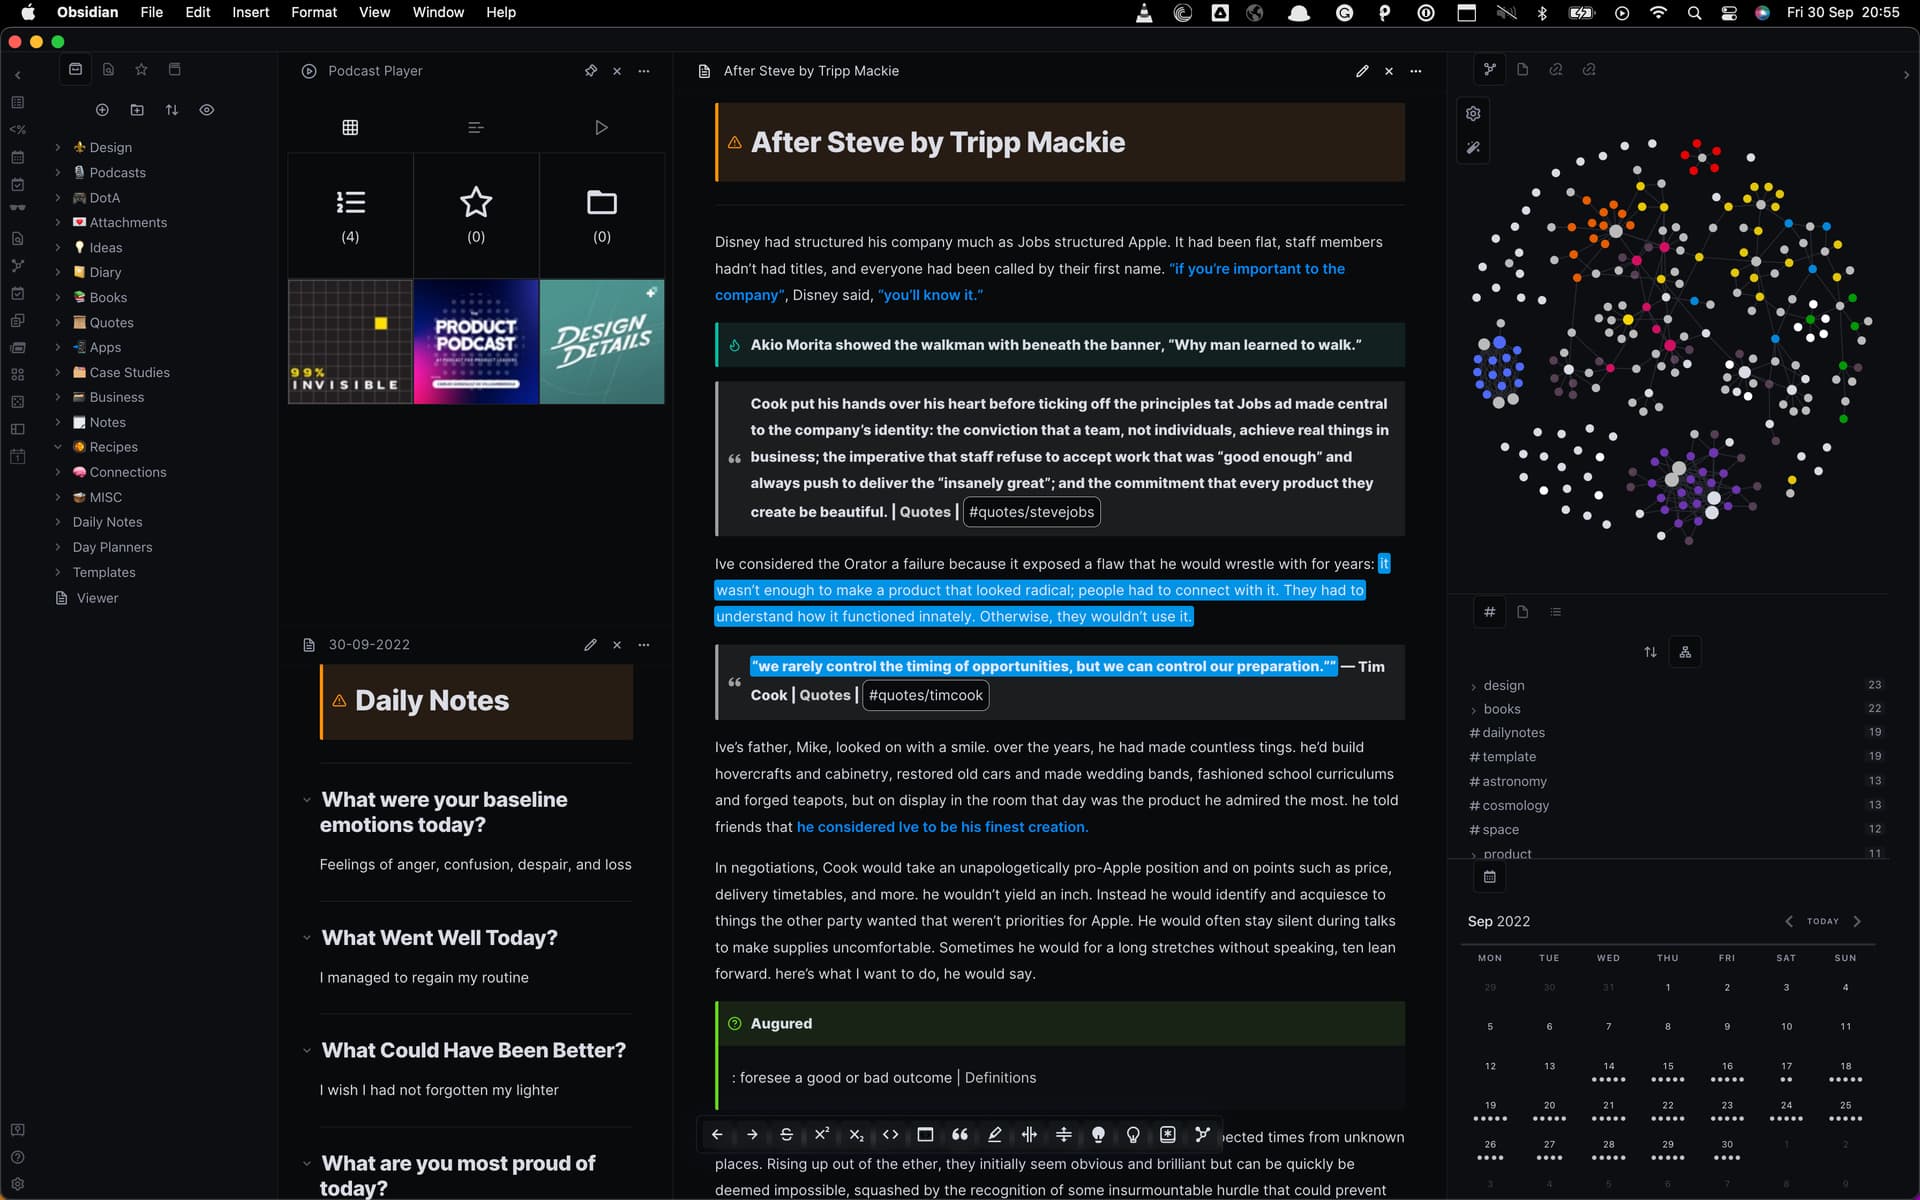 Obsidian File Edit Insert Format View Window Help
Fri 30 Sep 20:55
Design
Podcasts
DotA
Attachments
Ideas
Diary
Books
Quotes
Apps
Case Studies
Business
Notes
Recipes
Connections
MISC
Daily Notes
Day Planners
Templates
Viewer
Podcast Player
(4) (0) (0)
99%
INVISIBLE
THE
PRODUCT
PODCAST
DESIGN
DETAILS
30-09-2022
Daily Notes
What were your baseline
emotions today?
Feelings of anger, confusion, despair, and loss
What Went Well Today?
I managed to regain my routine
What Could Have Been Better?
I wish I had not forgotten my lighter
What are you most proud of
today?
After Steve by Tripp Mackie
After Steve by Tripp Mackie
Disney had structured his company much as Jobs structured Apple. It had been flat, staff members
hadn’t had titles, and everyone had been called by their first name. “if you’re important to the
company”, Disney said, “you’ll know it.”
Akio Morita showed the walkman with beneath the banner, “Why man learned to walk.”
Cook put his hands over his heart before ticking off the principles tat Jobs ad made central
to the company’s identity: the conviction that a team, not individuals, achieve real things in
business; the imperative that staff refuse to accept work that was “good enough” and
always push to deliver the “insanely great”; and the commitment that every product they
create be beautiful. | Quotes | #quotes/stevejobs
Ive considered the Orator a failure because it exposed a flaw that he would wrestle with for years: it
wasn’t enough to make a product that looked radical; people had to connect with it. They had to
understand how it functioned innately. Otherwise, they wouldn’t use it.
“we rarely control the timing of opportunities, but we can control our preparation.”” — Tim
Cook | Quotes | #quotes/timcook
Ive’s father, Mike, looked on with a smile. over the years, he had made countless tings. he’d build
hovercrafts and cabinetry, restored old cars and made wedding bands, fashioned school curriculums
and forged teapots, but on display in the room that day was the product he admired the most. he told
friends that he considered Ive to be his finest creation.
In negotiations, Cook would take an unapologetically pro-Apple position and on points such as price,
delivery timetables, and more. he wouldn’t yield an inch. Instead he would identify and acquiesce to
things the other party wanted that weren’t priorities for Apple. He would often stay silent during talks
to make supplies uncomfortable. Sometimes he would for a long stretches without speaking, ten lean
forward. here’s what I want to do, he would say.
Augured
: foresee a good or bad outcome | Definitions
pected times from unknown
places. Rising up out of the ether, they initially seem obvious and brilliant but can be quickly be
deemed impossible, squashed by the recognition of some insurmountable hurdle that could prevent
design 23
books 22
#dailynotes 19
#template 19
#astronomy 13
#cosmology 13
#space 12
product 11
Sep 2022 TODAY
MON TUE WED THU FRI SAT SUN
29 30 31 1 2 3 4
5 6 7 8 9 10 11
12 13 14 15 16 17 18
19 20 21 22 23 24 25
26 27 28 29 30 1 2
3 4 5 6 7 8 9